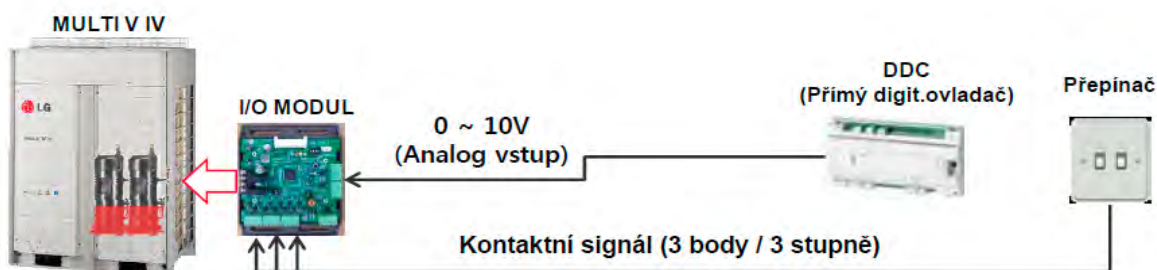 MULTI V IV
LG
I/O MODUL
0 ~ 10V
(Analog vstup)
DDC
(Přímý digit.ovladač)
Přepínač
Kontaktní signál (3 body / 3 stupně)